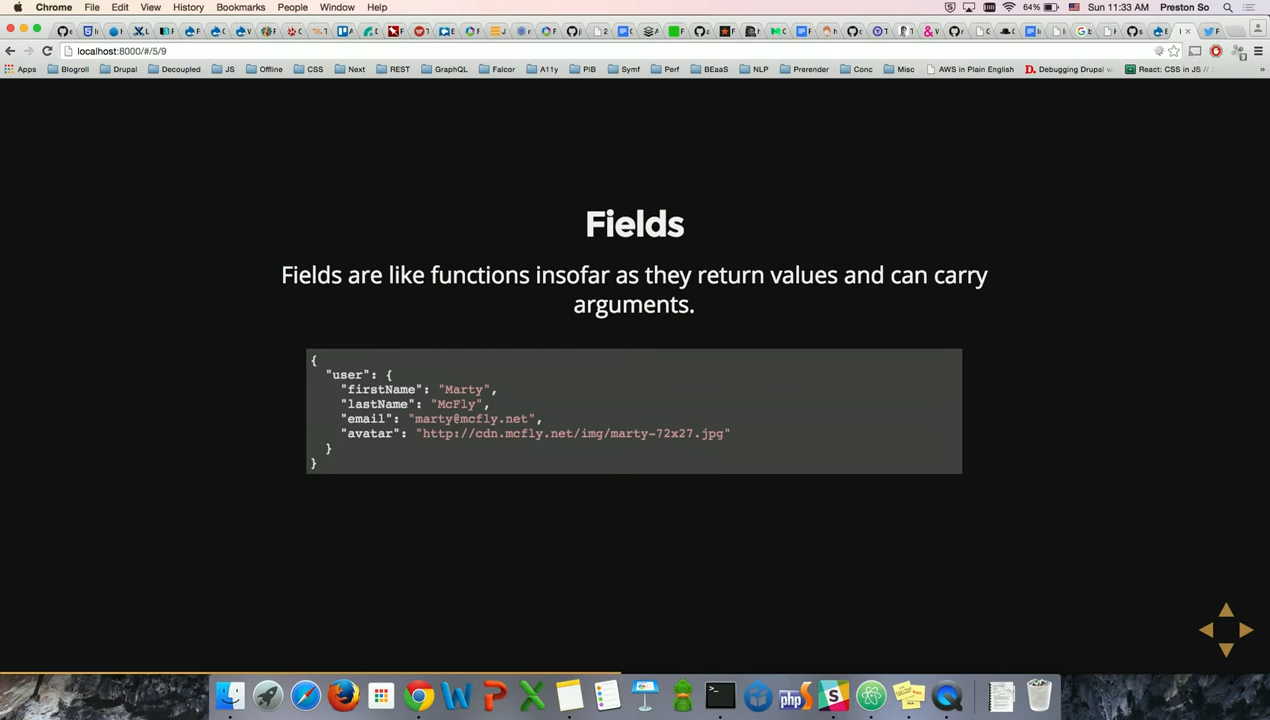 Chrome File Edit View History Bookmarks People Window Help 64% Sun 11:33 AM Preston So
localhost:8000/#/5/9
Apps Blogroll Drupal Decoupled JS Offline CSS Next REST GraphQL Falcor A11y PIB Symf Perf BEaaS NLP Prerender Conc Misc AWS in Plain English Debugging Drupal React: CSS in JS //
Fields
Fields are like functions insofar as they return values and can carry
arguments.
{
"user": {
"firstName": "Marty",
"lastName": "McFly",
"email": "marty@mcfly.net",
"avatar": "http://cdn.mcfly.net/img/marty-72x27.jpg"
}
}